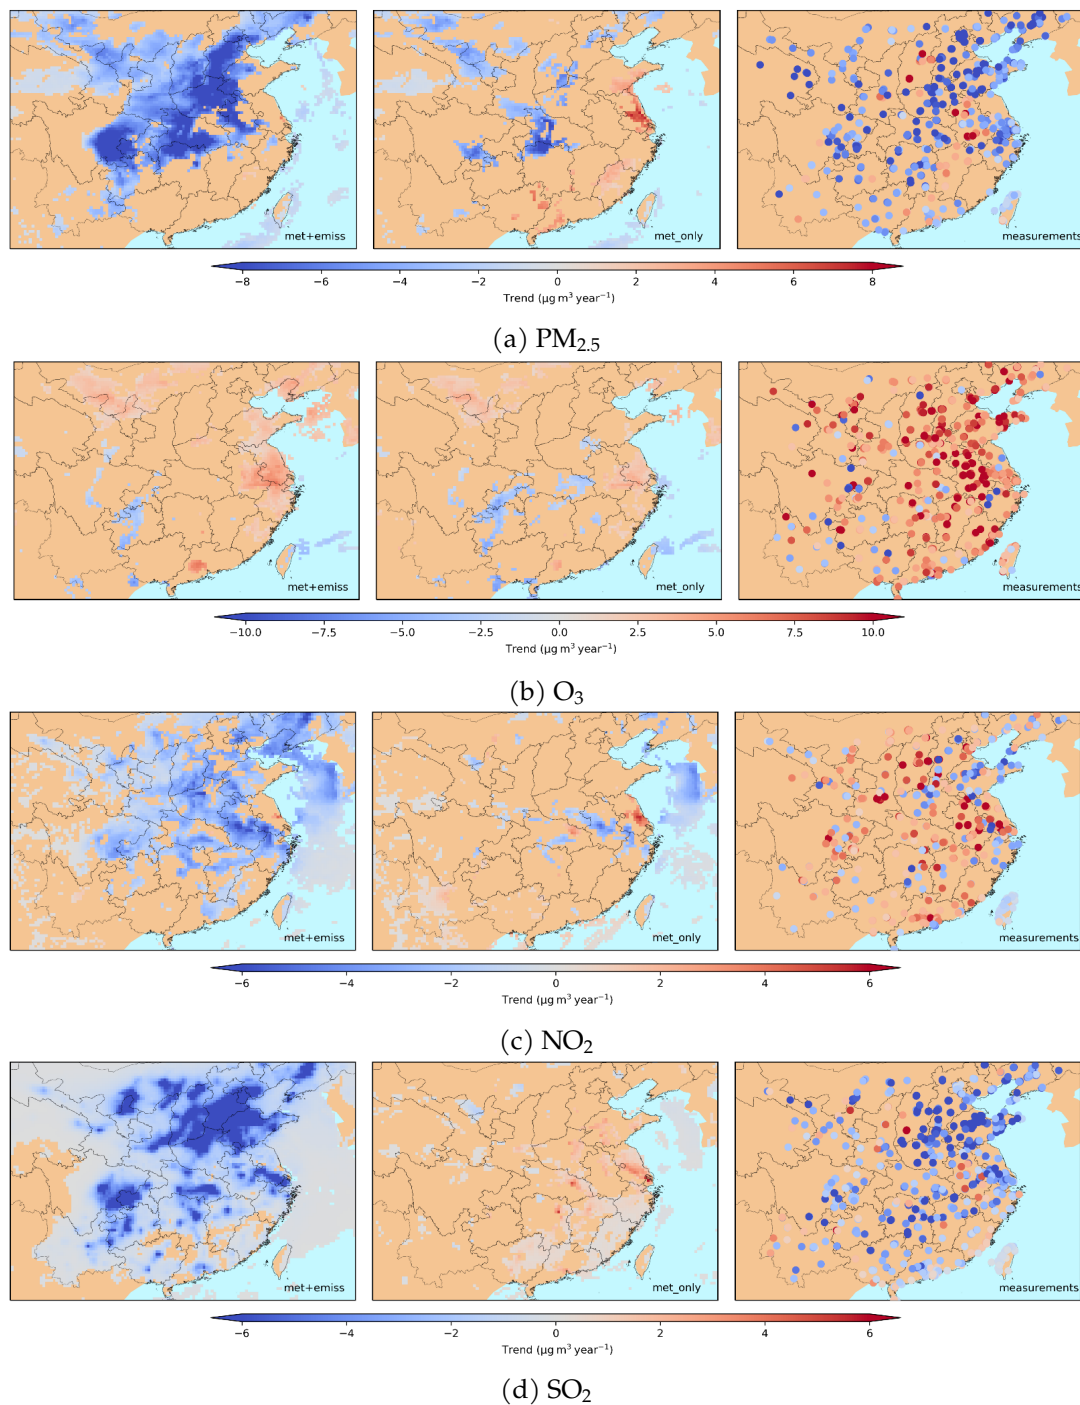 met+emiss met_only measurements
−8 −6 −4 −2 0 2 4 6 8
Trend (µg m³ year⁻¹)
(a) PM₂.₅
met+emiss met_only measurements
−10.0 −7.5 −5.0 −2.5 0.0 2.5 5.0 7.5 10.0
Trend (µg m³ year⁻¹)
(b) O₃
met+emiss met_only measurements
−6 −4 −2 0 2 4 6
Trend (µg m³ year⁻¹)
(c) NO₂
met+emiss met_only measurements
−6 −4 −2 0 2 4 6
Trend (µg m³ year⁻¹)
(d) SO₂